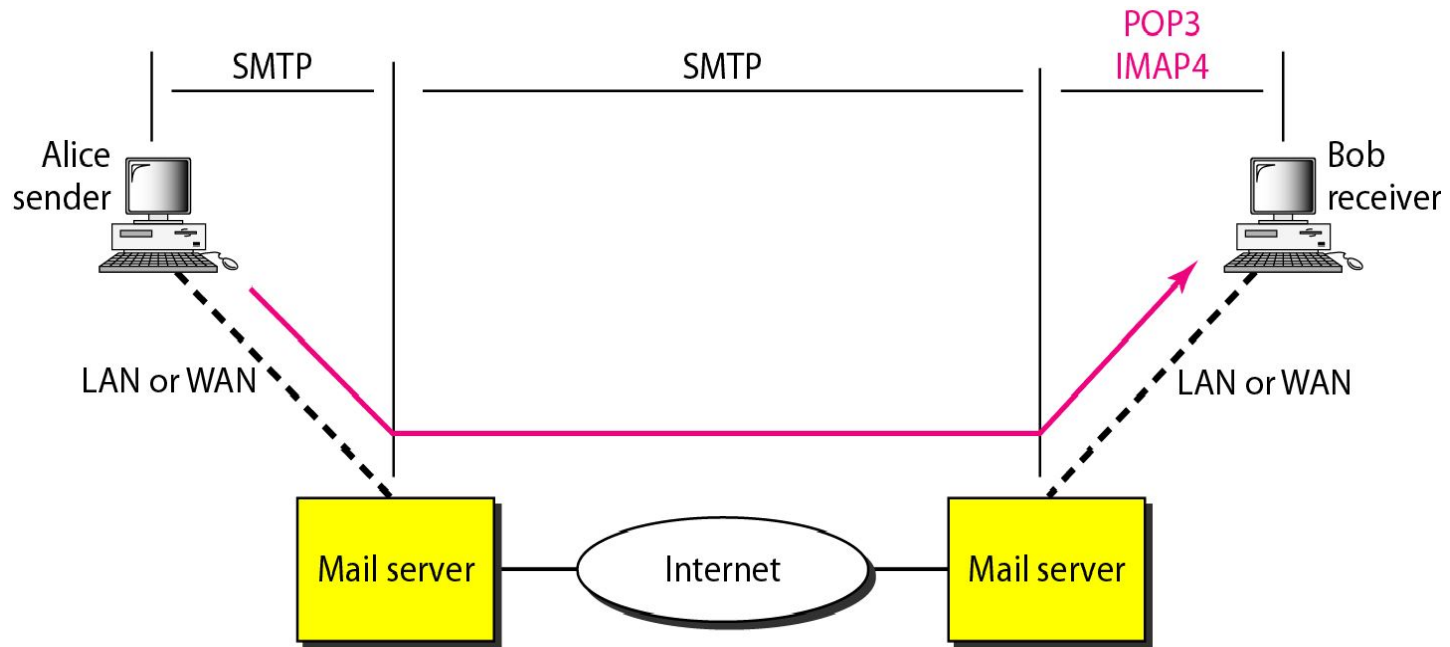 POP3
SMTP
SMTP
IMAP4
Alice
sender
Bob
receiver
LAN or WAN
LAN or WAN
Mail server
Internet
Mail server